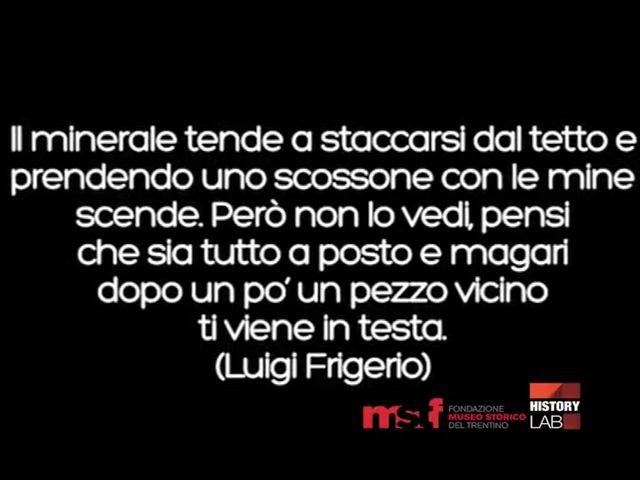 Il minerale tende a staccarsi dal tetto e
prendendo uno scossone con le mine
scende. Però non lo vedi, pensi
che sia tutto a posto e magari
dopo un po' un pezzo vicino
ti viene in testa.
(Luigi Frigerio)
msf FONDAZIONE
MUSEO STORICO
DEL TRENTINO
HISTORY
LAB